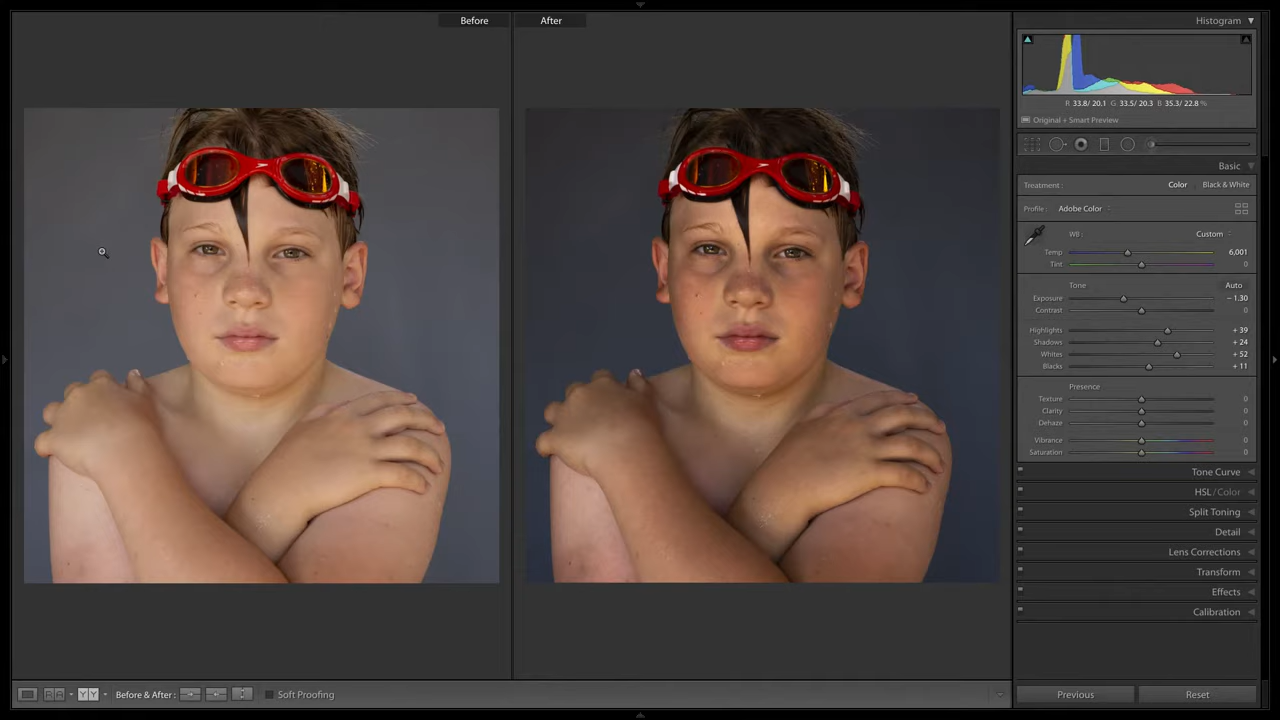 Before
After
Histogram
R 33.8/ 20.1 G 33.5/ 20.3 B 35.3/ 22.8 %
Original + Smart Preview
Basic
Treatment : Color Black & White
Profile : Adobe Color
WB : Custom
Temp 6,001
Tint 0
Tone Auto
Exposure − 1.30
Contrast 0
Highlights + 39
Shadows + 24
Whites + 52
Blacks + 11
Presence
Texture 0
Clarity 0
Dehaze 0
Vibrance 0
Saturation 0
Tone Curve
HSL / Color
Split Toning
Detail
Lens Corrections
Transform
Effects
Calibration
R A Y Y Before & After : Soft Proofing
Previous Reset